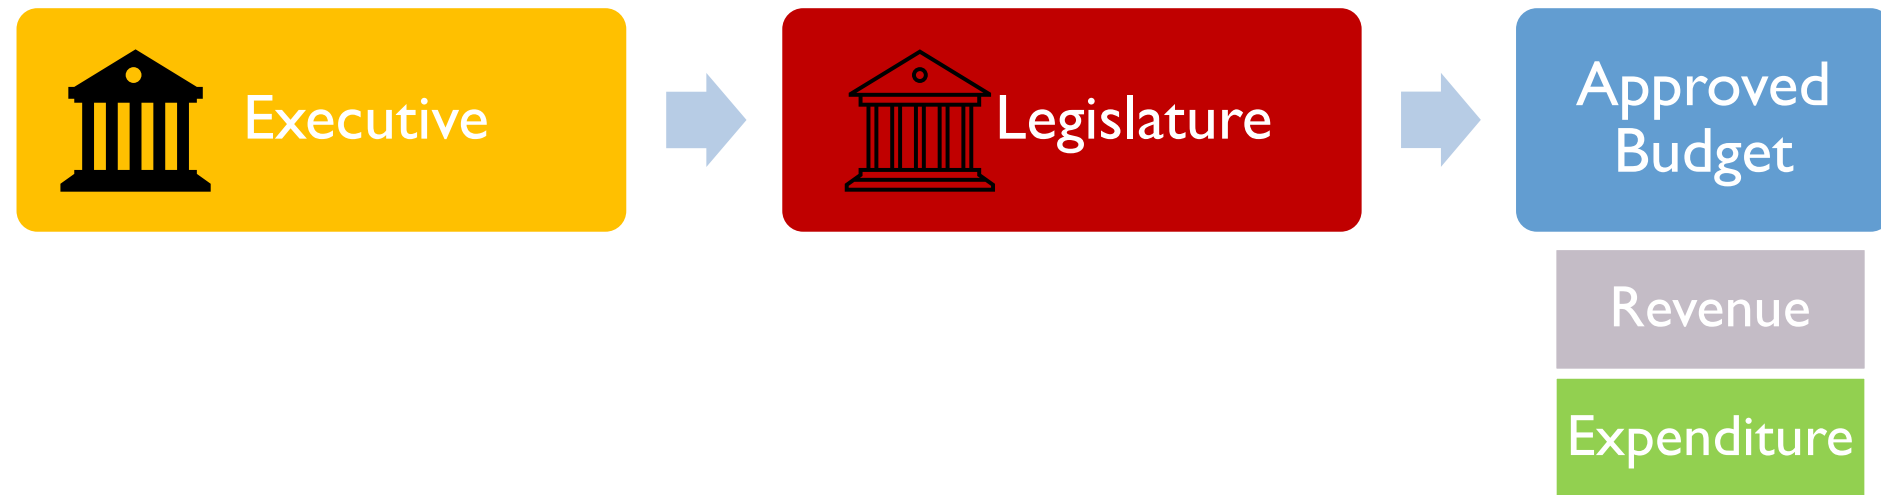 Executive
Legislature
Approved
Budget
Revenue
Expenditure